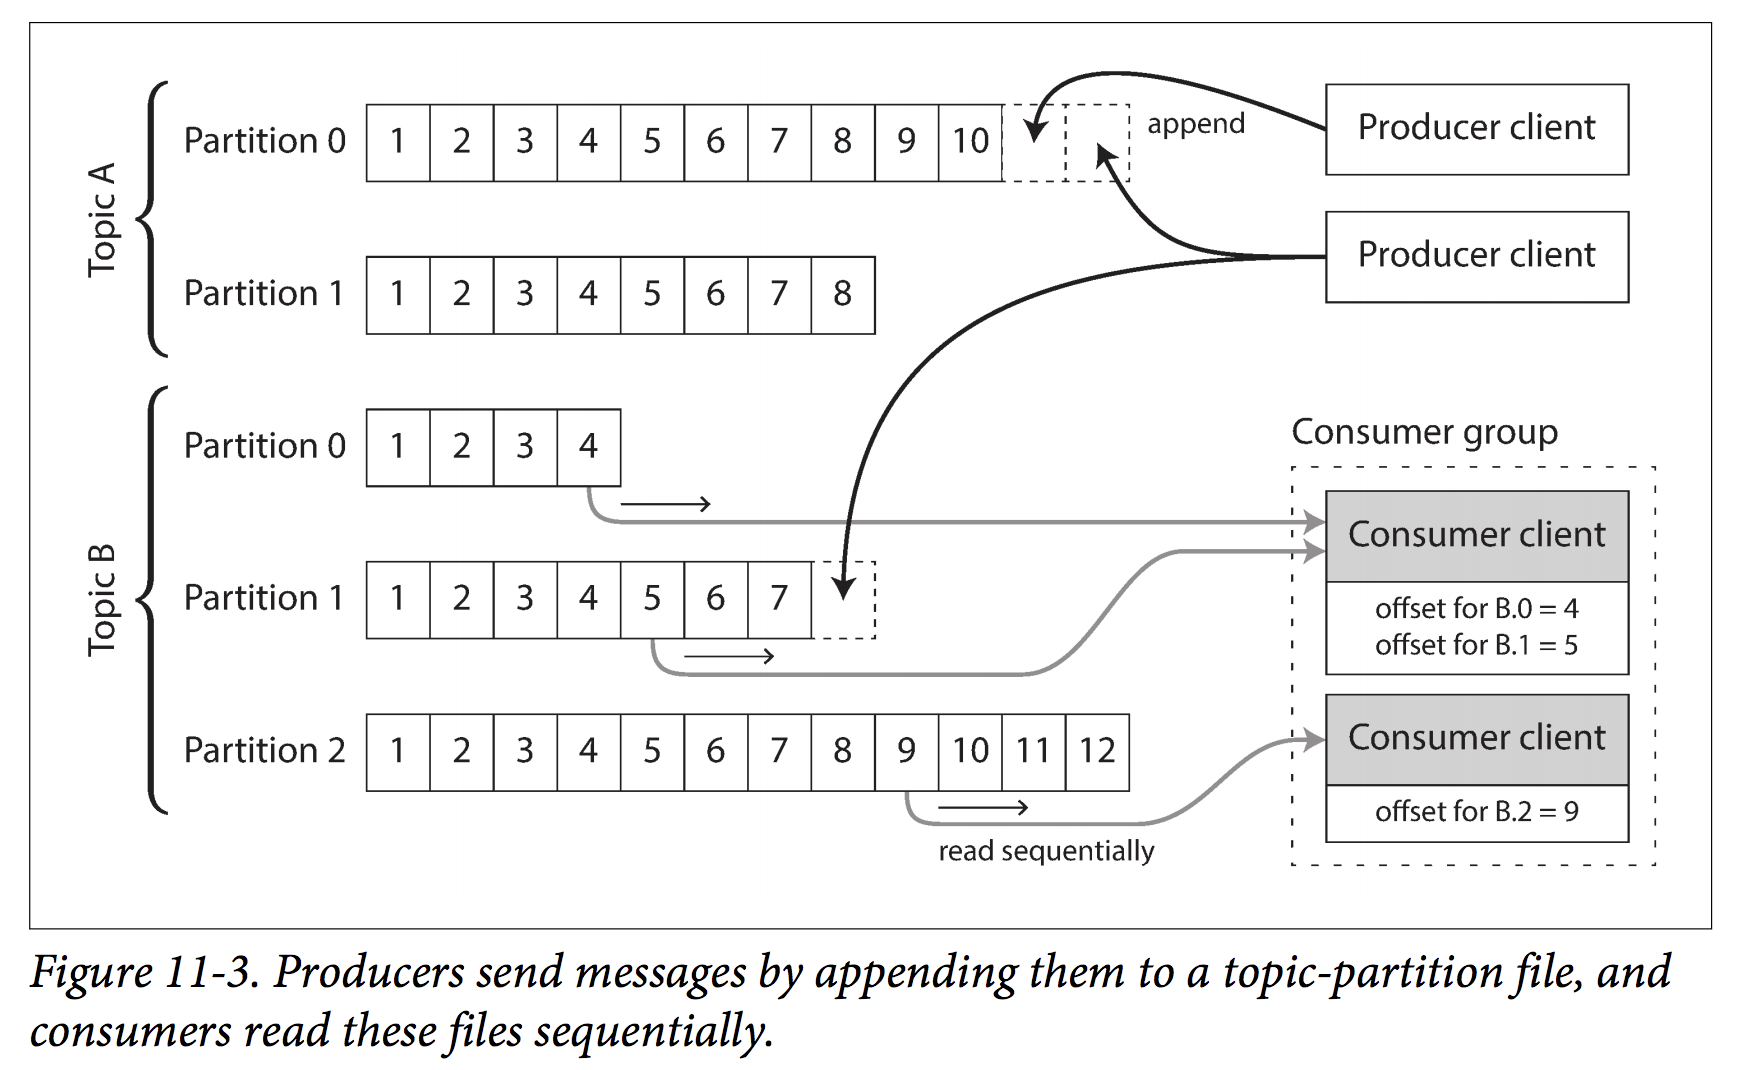 Topic A
Partition 0 1 2 3 4 5 6 7 8 9 10 append
Producer client
Producer client
Partition 1 1 2 3 4 5 6 7 8
Topic B
Partition 0 1 2 3 4
Consumer group
Consumer client
offset for B.0 = 4
offset for B.1 = 5
Partition 1 1 2 3 4 5 6 7
Partition 2 1 2 3 4 5 6 7 8 9 10 11 12
Consumer client
offset for B.2 = 9
read sequentially
Figure 11-3. Producers send messages by appending them to a topic-partition file, and
consumers read these files sequentially.